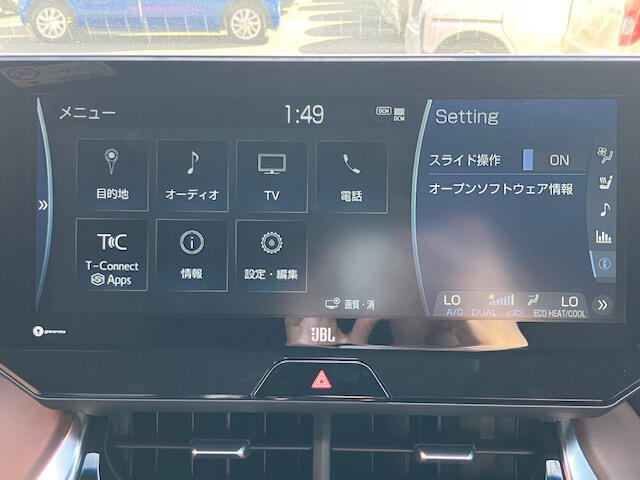 メニュー
1:49
DCM
DCM
Setting
目的地
オーディオ
TV
電話
スライド操作
ON
オープンソフトウェア情報
T-Connect
Apps
情報
設定・編集
画質・消
LO
LO
A/C DUAL
ECO HEAT/COOL
gracenote
JBL